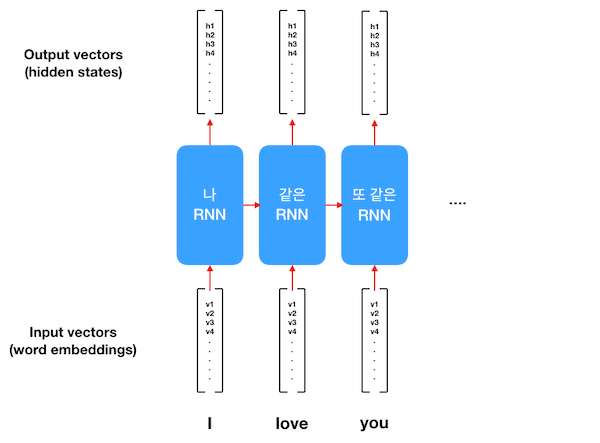 Output vectors
(hidden states)
h1
h2
h3
h4
.
.
.
.
.
h1
h2
h3
h4
.
.
.
.
.
h1
h2
h3
h4
.
.
.
.
.
나
RNN
같은
RNN
또 같은
RNN
....
Input vectors
(word embeddings)
v1
v2
v3
v4
.
.
.
.
.
v1
v2
v3
v4
.
.
.
.
.
v1
v2
v3
v4
.
.
.
.
.
I
love
you